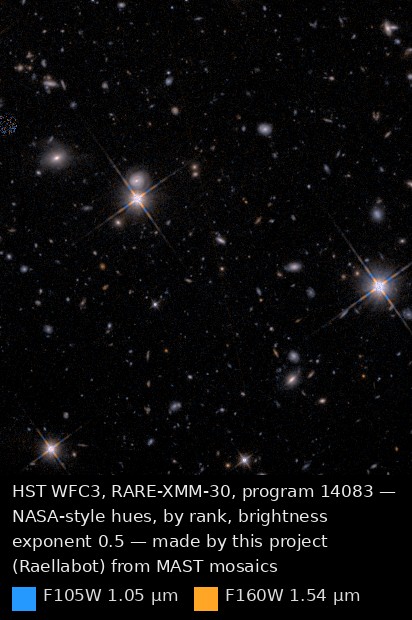 HST WFC3, RARE-XMM-30, program 14083 —
NASA-style hues, by rank, brightness
exponent 0.5 — made by this project
(Raellabot) from MAST mosaics
F105W 1.05 µm F160W 1.54 µm